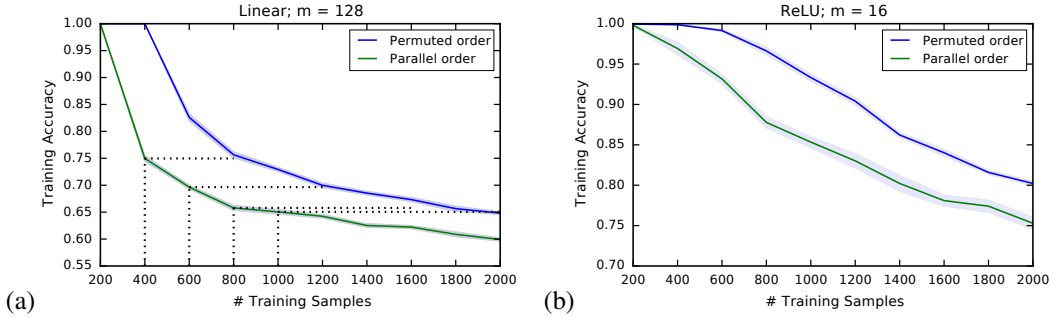 Linear; m = 128
1.00
0.95
0.90
0.85
0.80
0.75
0.70
0.65
0.60
0.55
Training Accuracy
Permuted order
Parallel order
200 400 600 800 1000 1200 1400 1600 1800 2000
# Training Samples
(a)
ReLU; m = 16
1.00
0.95
0.90
0.85
0.80
0.75
0.70
Training Accuracy
Permuted order
Parallel order
200 400 600 800 1000 1200 1400 1600 1800 2000
# Training Samples
(b)